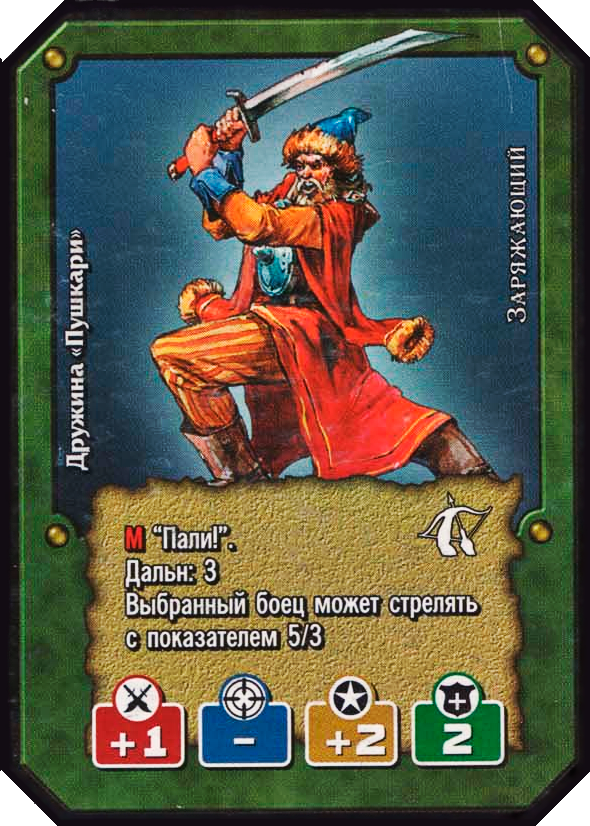 Дружина «Пушкари»
Заряжающий
М “Пали!”.
Дальн: 3
Выбранный боец может стрелять
с показателем 5/3
+1
-
+2
2